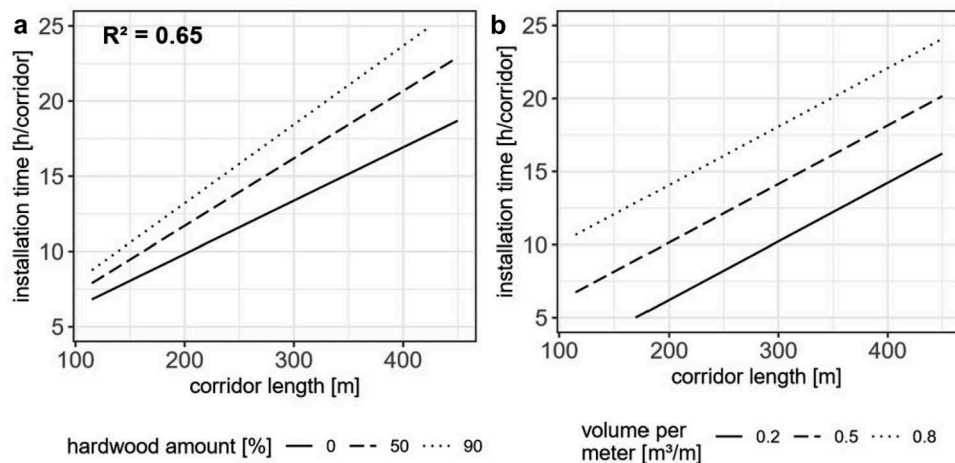 a
R² = 0.65
installation time [h/corridor]
25
20
15
10
5
100
200
300
400
corridor length [m]
hardwood amount [%]
0
50
90
b
installation time [h/corridor]
25
20
15
10
5
100
200
300
400
corridor length [m]
volume per
meter [m³/m]
0.2
0.5
0.8